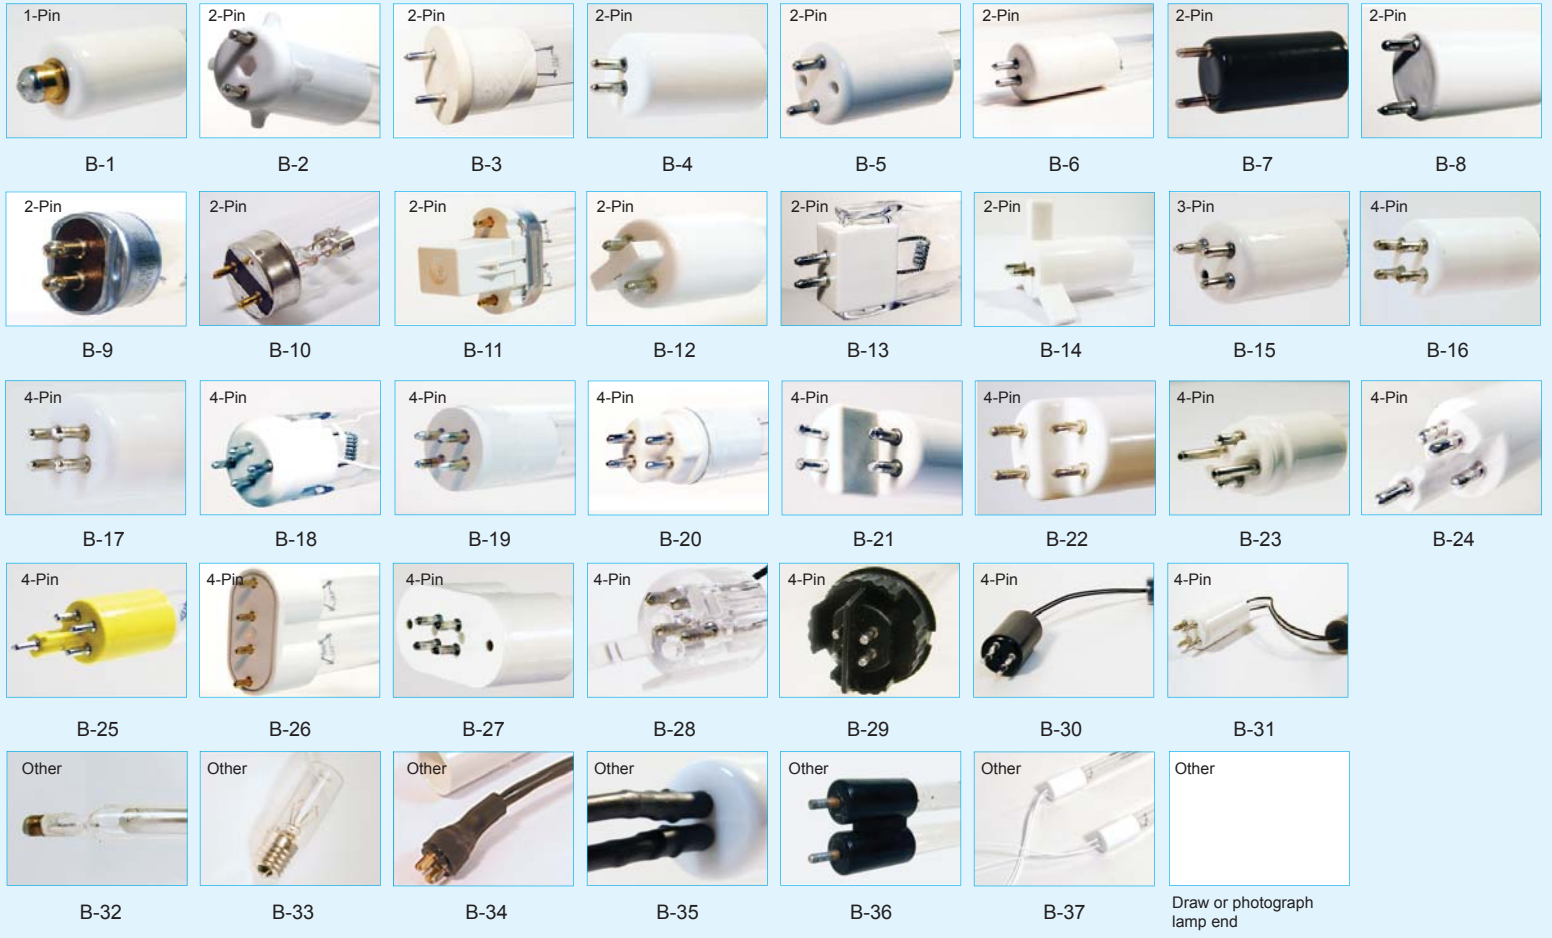 1-Pin 2-Pin 2-Pin 2-Pin 2-Pin 2-Pin 2-Pin 2-Pin
B-1 B-2 B-3 B-4 B-5 B-6 B-7 B-8
2-Pin 2-Pin 2-Pin 2-Pin 2-Pin 2-Pin 3-Pin 4-Pin
B-9 B-10 B-11 B-12 B-13 B-14 B-15 B-16
4-Pin 4-Pin 4-Pin 4-Pin 4-Pin 4-Pin 4-Pin 4-Pin
B-17 B-18 B-19 B-20 B-21 B-22 B-23 B-24
4-Pin 4-Pin 4-Pin 4-Pin 4-Pin 4-Pin 4-Pin
B-25 B-26 B-27 B-28 B-29 B-30 B-31
Other Other Other Other Other Other Other
B-32 B-33 B-34 B-35 B-36 B-37 Draw or photograph
lamp end